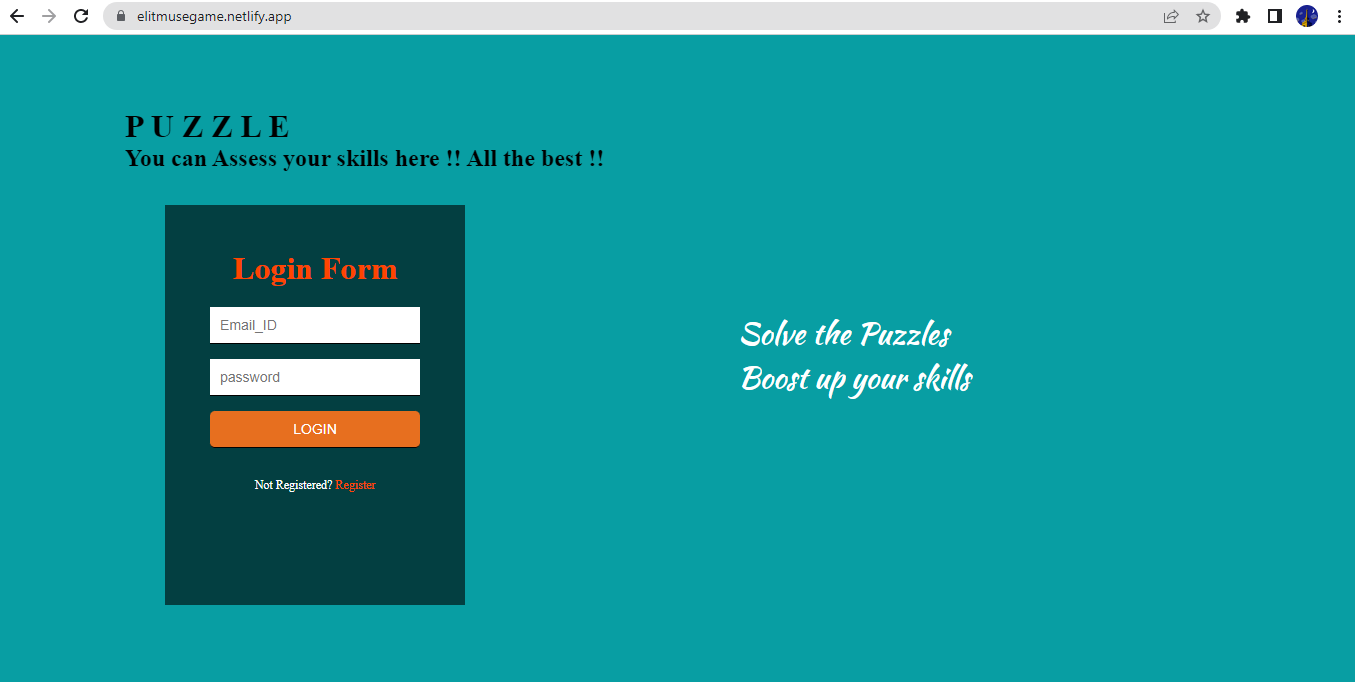 elitmusegame.netlify.app
P U Z Z L E
You can Assess your skills here !! All the best !!
Login Form
Email_ID
password
LOGIN
Not Registered? Register
Solve the Puzzles
Boost up your skills